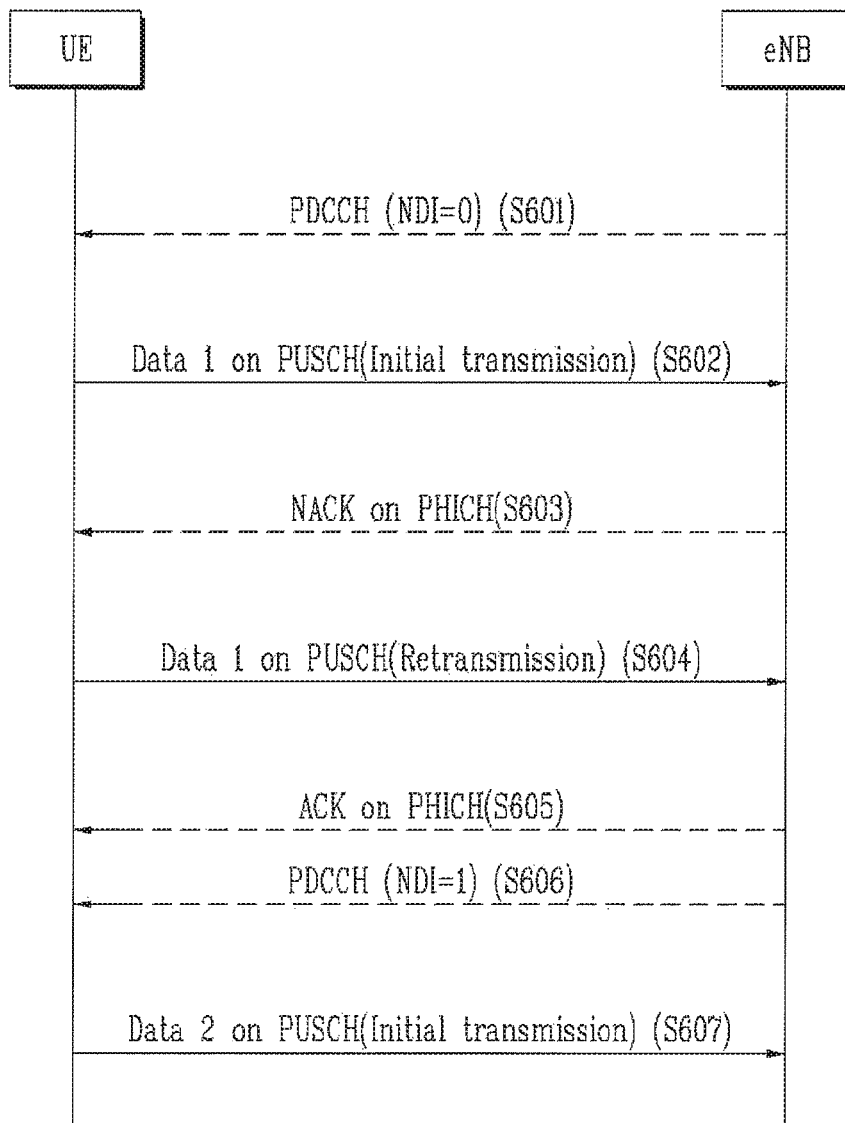 UE
eNB
PDCCH (NDI=0) (S601)
Data 1 on PUSCH(Initial transmission) (S602)
NACK on PHICH(S603)
Data 1 on PUSCH(Retransmission) (S604)
ACK on PHICH(S605)
PDCCH (NDI=1) (S606)
Data 2 on PUSCH(Initial transmission) (S607)